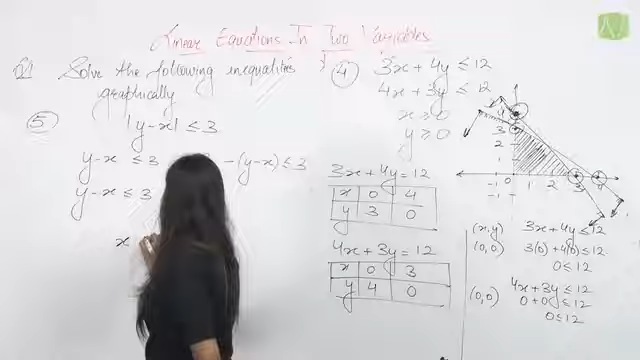 Linear Equations In Two Variables
Q1 Solve the following inequalities graphically
5 |y-x| ≤ 3
y-x ≤ 3 -(y-x) ≤ 3
y-x ≤ 3
x
4 3x + 4y ≤ 12
4x + 3y ≤ 12
x ≥ 0
y ≥ 0
3x + 4y = 12
x 0 4
y 3 0
4x + 3y = 12
x 0 3
y 4 0
4
3
2
1
-1 0 1 2 3 4
-1
(x,y) 3x + 4y ≤ 12
(0,0) 3(0) + 4(0) ≤ 12
0 ≤ 12
4x + 3y ≤ 12
(0,0) 0 + 0 ≤ 12
0 ≤ 12